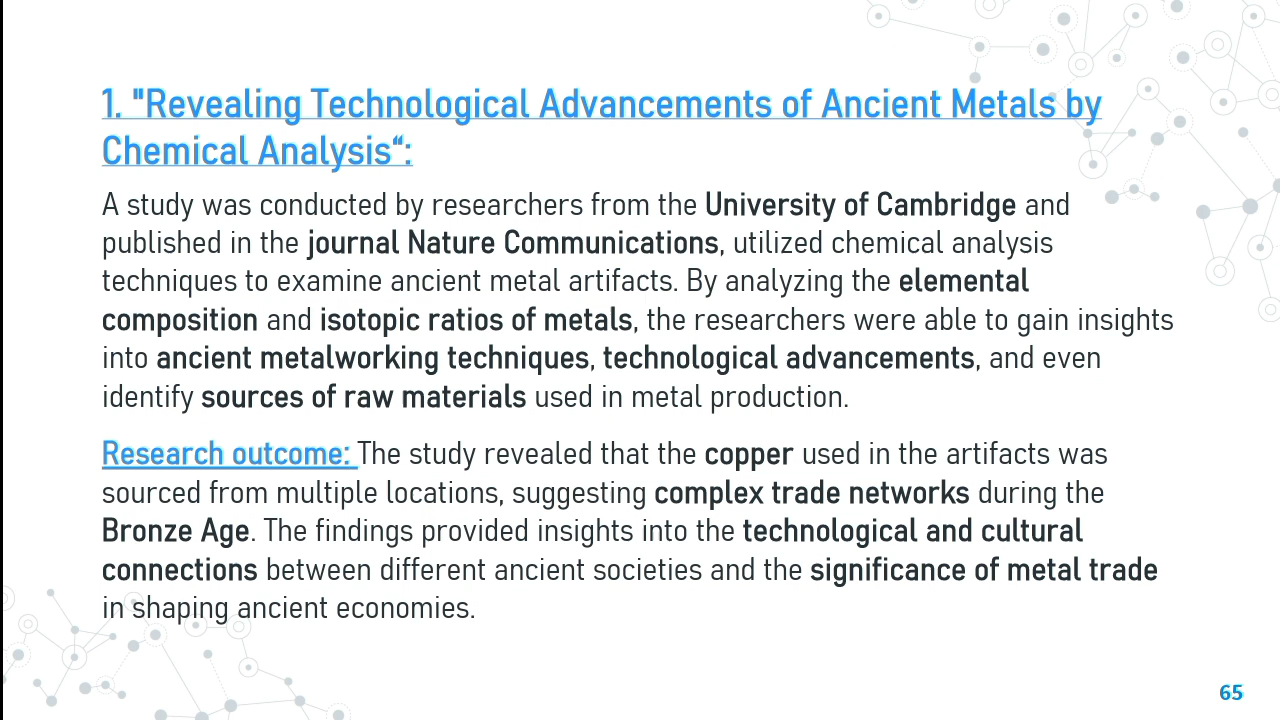 1. "Revealing Technological Advancements of Ancient Metals by
Chemical Analysis“:
A study was conducted by researchers from the University of Cambridge and
published in the journal Nature Communications, utilized chemical analysis
techniques to examine ancient metal artifacts. By analyzing the elemental
composition and isotopic ratios of metals, the researchers were able to gain insights
into ancient metalworking techniques, technological advancements, and even
identify sources of raw materials used in metal production.
Research outcome: The study revealed that the copper used in the artifacts was
sourced from multiple locations, suggesting complex trade networks during the
Bronze Age. The findings provided insights into the technological and cultural
connections between different ancient societies and the significance of metal trade
in shaping ancient economies.
65